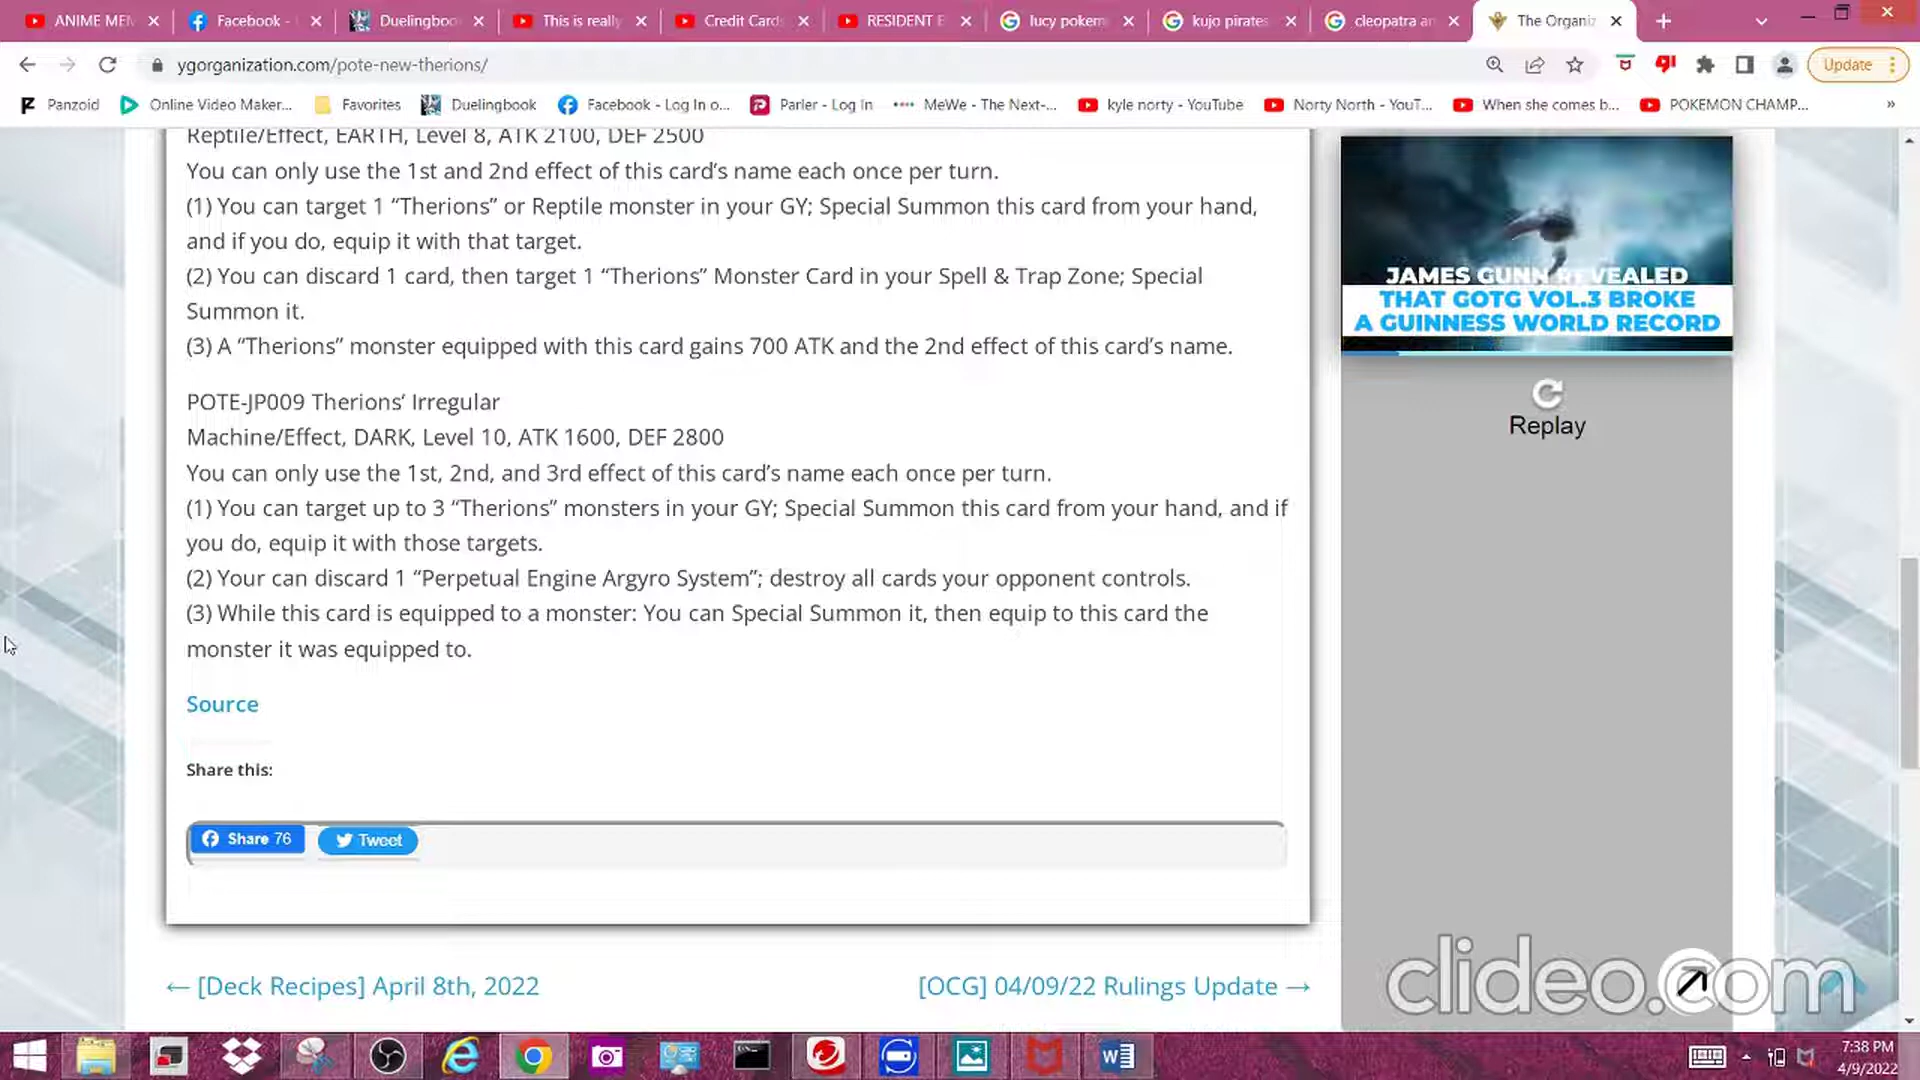 ANIME MEM
Facebook -
Duelingboo
This is really
Credit Cards
RESIDENT E
lucy pokem
kujo pirates
cleopatra an
The Organiz
ygorganization.com/pote-new-therions/
Update
Panzoid
Online Video Maker...
Favorites
Duelingbook
Facebook - Log In o...
Parler - Log In
MeWe - The Next-...
kyle norty - YouTube
Norty North - YouT...
When she comes b...
POKEMON CHAMP...
»
Reptile/Effect, EARTH, Level 8, ATK 2100, DEF 2500
You can only use the 1st and 2nd effect of this card’s name each once per turn.
(1) You can target 1 “Therions” or Reptile monster in your GY; Special Summon this card from your hand,
and if you do, equip it with that target.
(2) You can discard 1 card, then target 1 “Therions” Monster Card in your Spell & Trap Zone; Special
Summon it.
(3) A “Therions” monster equipped with this card gains 700 ATK and the 2nd effect of this card’s name.
POTE-JP009 Therions‘ Irregular
Machine/Effect, DARK, Level 10, ATK 1600, DEF 2800
You can only use the 1st, 2nd, and 3rd effect of this card’s name each once per turn.
(1) You can target up to 3 “Therions” monsters in your GY; Special Summon this card from your hand, and if
you do, equip it with those targets.
(2) Your can discard 1 “Perpetual Engine Argyro System”; destroy all cards your opponent controls.
(3) While this card is equipped to a monster: You can Special Summon it, then equip to this card the
monster it was equipped to.
Source
Share this:
Share 76
Tweet
← [Deck Recipes] April 8th, 2022
[OCG] 04/09/22 Rulings Update →
JAMES GUNN REVEALED
THAT GOTG VOL.3 BROKE
A GUINNESS WORLD RECORD
Replay
clideo.com
7:38 PM
4/9/2022